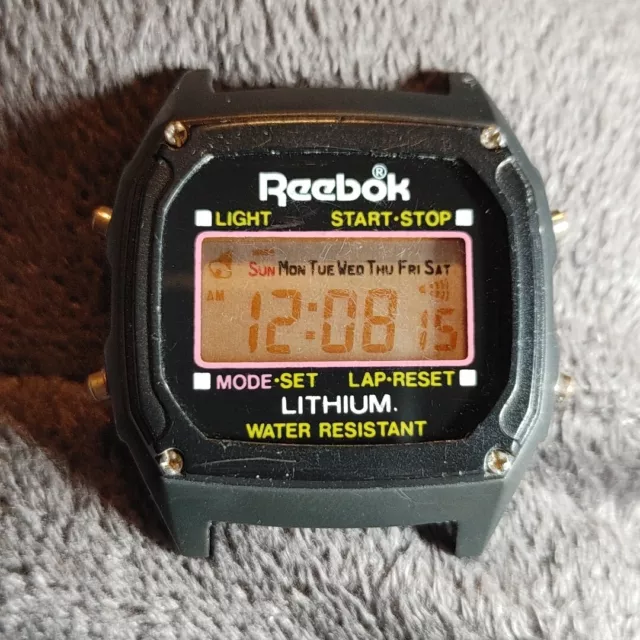 Reebok®
LIGHT START·STOP
SUN MON TUE WED THU FRI SAT
AM
12:08 15
MODE·SET LAP·RESET
LITHIUM.
WATER RESISTANT